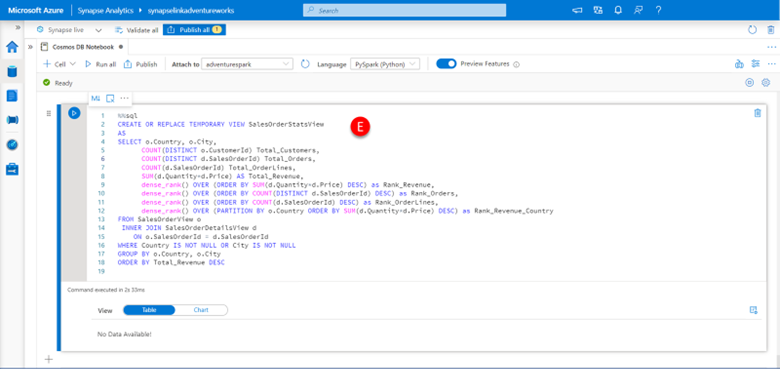 Microsoft Azure
Synapse Analytics
synapselinkadventureworks
Search
Synapse live
Validate all
Publish all
1
Cosmos DB Notebook
Cell
Run all
Publish
Attach to
adventurespark
Language
PySpark (Python)
Preview Features
Ready
M↓
E
1 %%sql
2 CREATE OR REPLACE TEMPORARY VIEW SalesOrderStatsView
3 AS
4 SELECT o.Country, o.City,
5 COUNT(DISTINCT o.CustomerId) Total_Customers,
6 COUNT(DISTINCT d.SalesOrderId) Total_Orders,
7 COUNT(d.SalesOrderId) Total_OrderLines,
8 SUM(d.Quantity*d.Price) AS Total_Revenue,
9 dense_rank() OVER (ORDER BY SUM(d.Quantity*d.Price) DESC) as Rank_Revenue,
10 dense_rank() OVER (ORDER BY COUNT(DISTINCT d.SalesOrderId) DESC) as Rank_Orders,
11 dense_rank() OVER (ORDER BY COUNT(d.SalesOrderId) DESC) as Rank_OrderLines,
12 dense_rank() OVER (PARTITION BY o.Country ORDER BY SUM(d.Quantity*d.Price) DESC) as Rank_Revenue_Country
13 FROM SalesOrderView o
14 INNER JOIN SalesOrderDetailsView d
15 ON o.SalesOrderId = d.SalesOrderId
16 WHERE Country IS NOT NULL OR City IS NOT NULL
17 GROUP BY o.Country, o.City
18 ORDER BY Total_Revenue DESC
19
Command executed in 2s 33ms
View
Table
Chart
No Data Available!